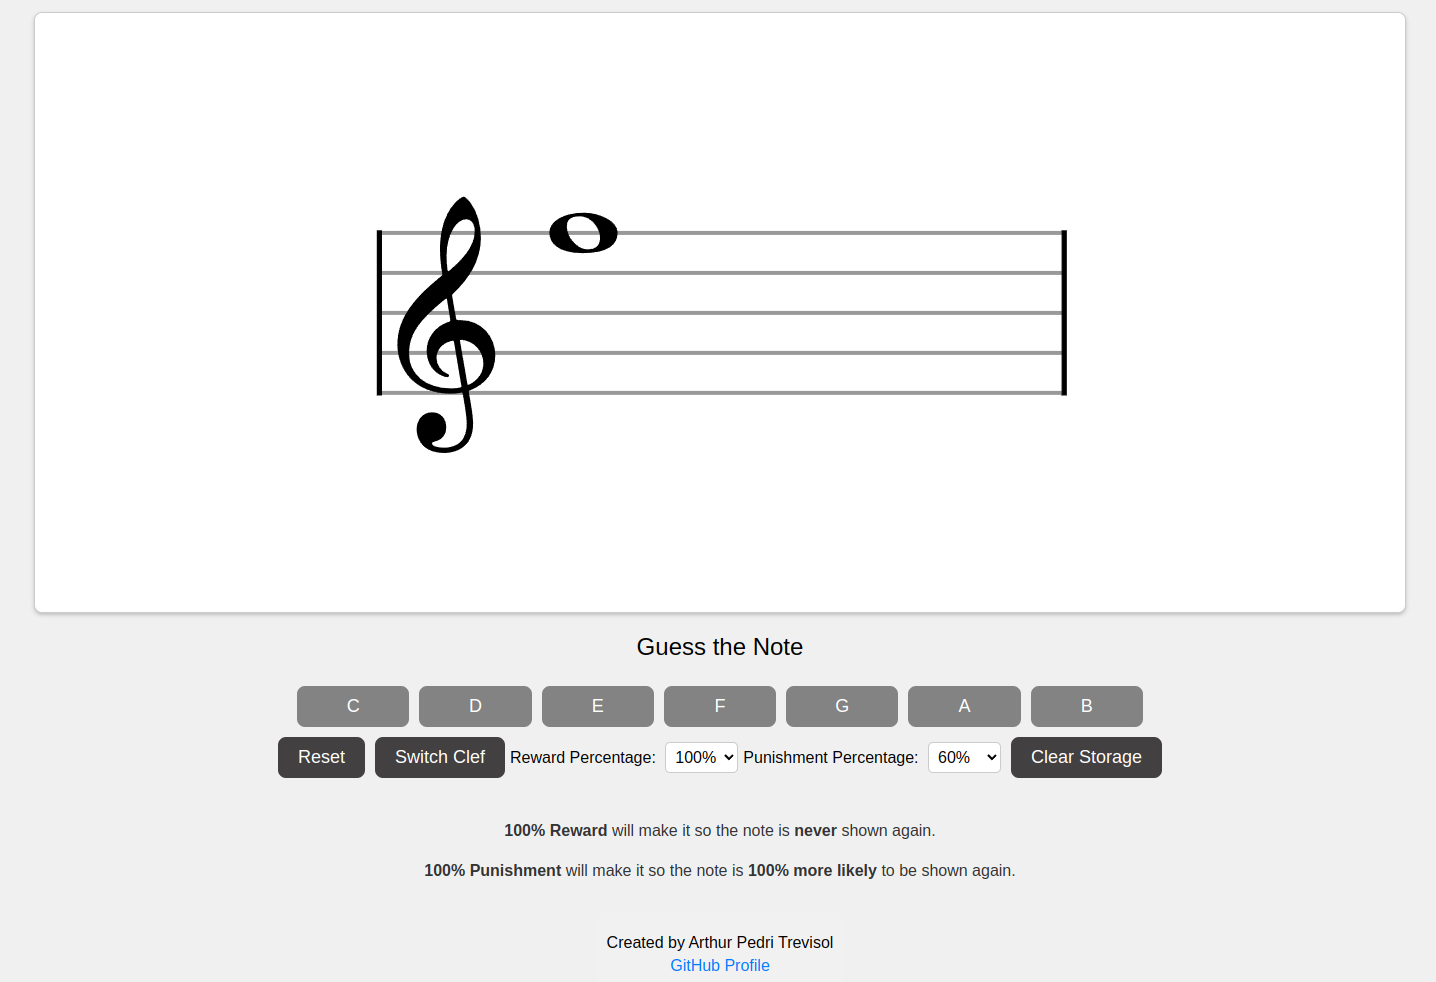 Guess the Note
C D E F G A B
Reset Switch Clef Reward Percentage: 100% Punishment Percentage: 60% Clear Storage
100% Reward will make it so the note is never shown again.
100% Punishment will make it so the note is 100% more likely to be shown again.
Created by Arthur Pedri Trevisol
GitHub Profile